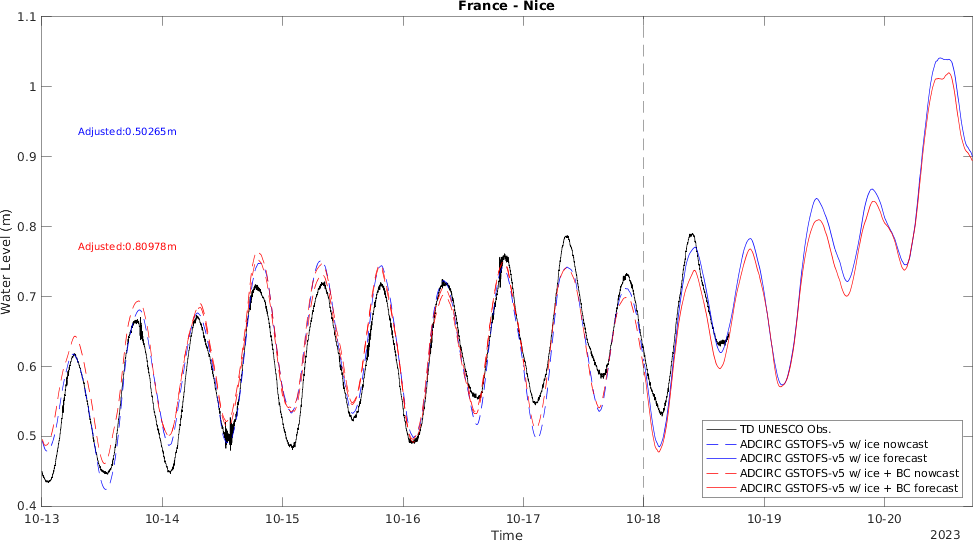 France - Nice
1.1
1
0.9
0.8
0.7
0.6
0.5
0.4
Water Level (m)
Adjusted:0.50265m
Adjusted:0.80978m
TD UNESCO Obs.
ADCIRC GSTOFS-v5 w/ ice nowcast
ADCIRC GSTOFS-v5 w/ ice forecast
ADCIRC GSTOFS-v5 w/ ice + BC nowcast
ADCIRC GSTOFS-v5 w/ ice + BC forecast
10-13 10-14 10-15 10-16 10-17 10-18 10-19 10-20
Time
2023